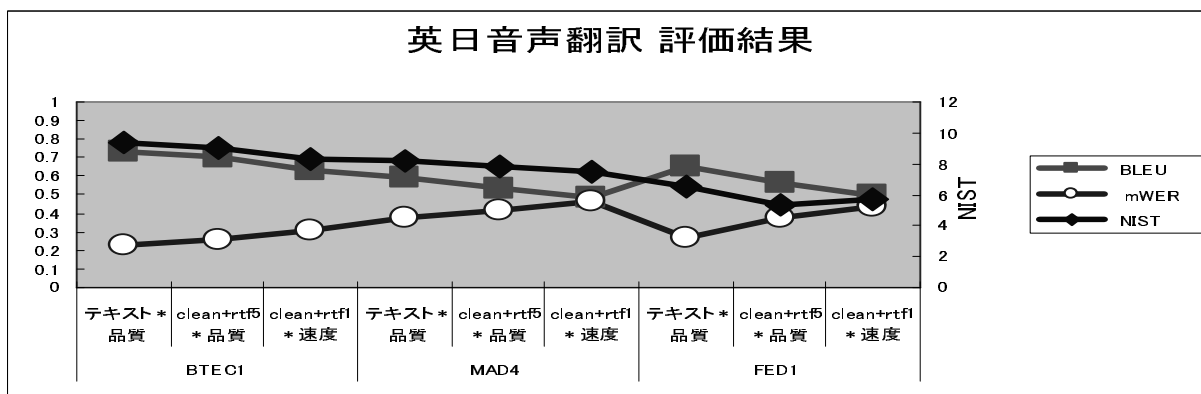 英日音声翻訳 評価結果
1
0.9
0.8
0.7
0.6
0.5
0.4
0.3
0.2
0.1
0
12
10
8
6
4
2
0
NIST
BLEU
mWER
NIST
テキスト*
品質
clean+rtf5
*品質
clean+rtf1
*速度
テキスト*
品質
clean+rtf5
*品質
clean+rtf1
*速度
テキスト*
品質
clean+rtf5
*品質
clean+rtf1
*速度
BTEC1
MAD4
FED1